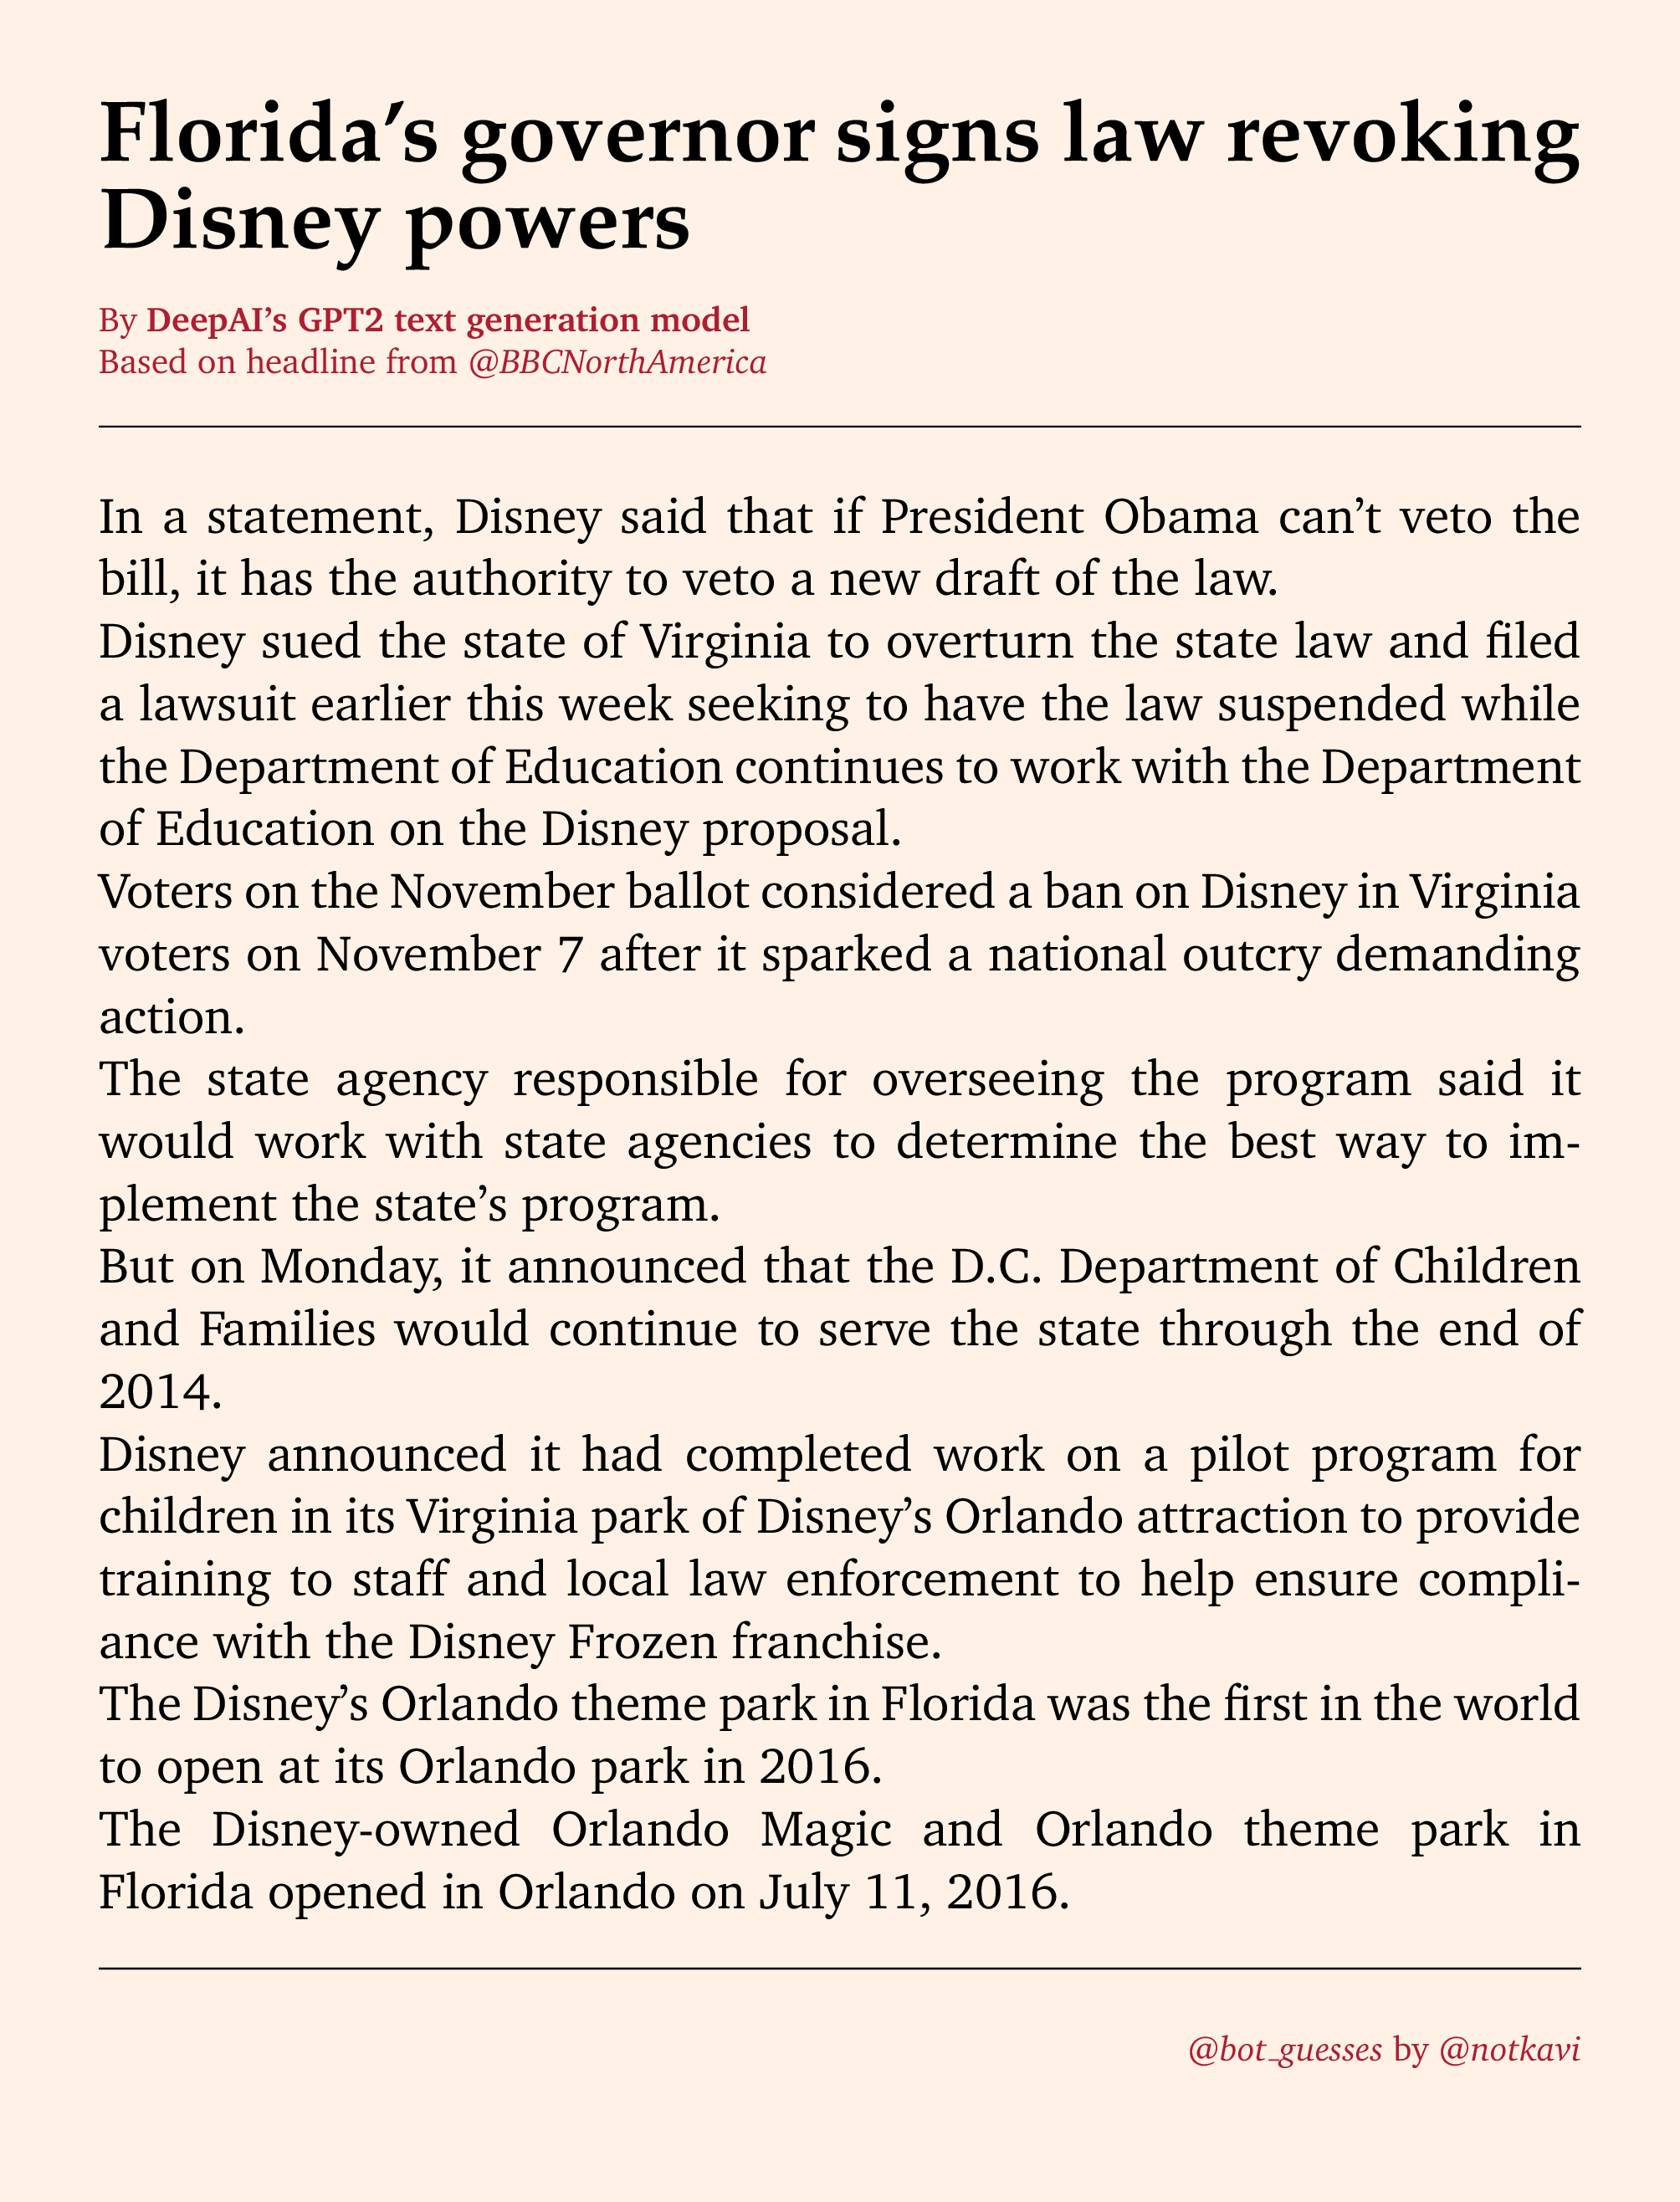 Florida’s governor signs law revoking
Disney powers
By DeepAI’s GPT2 text generation model
Based on headline from @BBCNorthAmerica
In a statement, Disney said that if President Obama can’t veto the
bill, it has the authority to veto a new draft of the law.
Disney sued the state of Virginia to overturn the state law and filed
a lawsuit earlier this week seeking to have the law suspended while
the Department of Education continues to work with the Department
of Education on the Disney proposal.
Voters on the November ballot considered a ban on Disney in Virginia
voters on November 7 after it sparked a national outcry demanding
action.
The state agency responsible for overseeing the program said it
would work with state agencies to determine the best way to im-
plement the state’s program.
But on Monday, it announced that the D.C. Department of Children
and Families would continue to serve the state through the end of
2014.
Disney announced it had completed work on a pilot program for
children in its Virginia park of Disney’s Orlando attraction to provide
training to staff and local law enforcement to help ensure compli-
ance with the Disney Frozen franchise.
The Disney’s Orlando theme park in Florida was the first in the world
to open at its Orlando park in 2016.
The Disney-owned Orlando Magic and Orlando theme park in
Florida opened in Orlando on July 11, 2016.
@bot_guesses by @notkavi